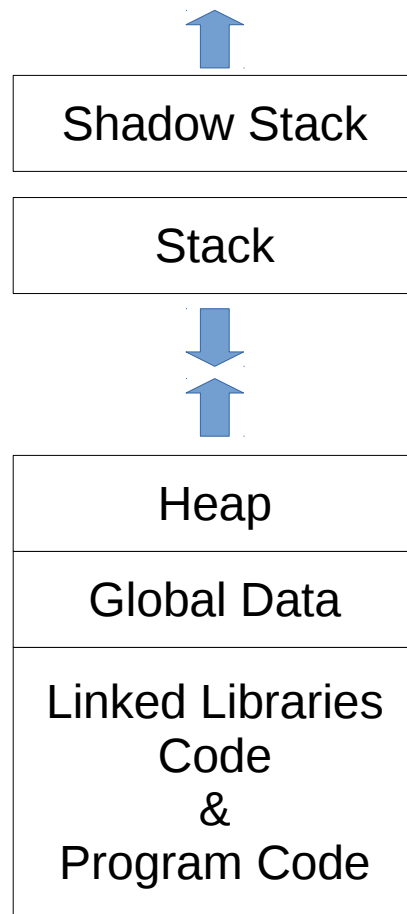 Shadow Stack
Stack
Heap
Global Data
Linked Libraries
Code
&
Program Code